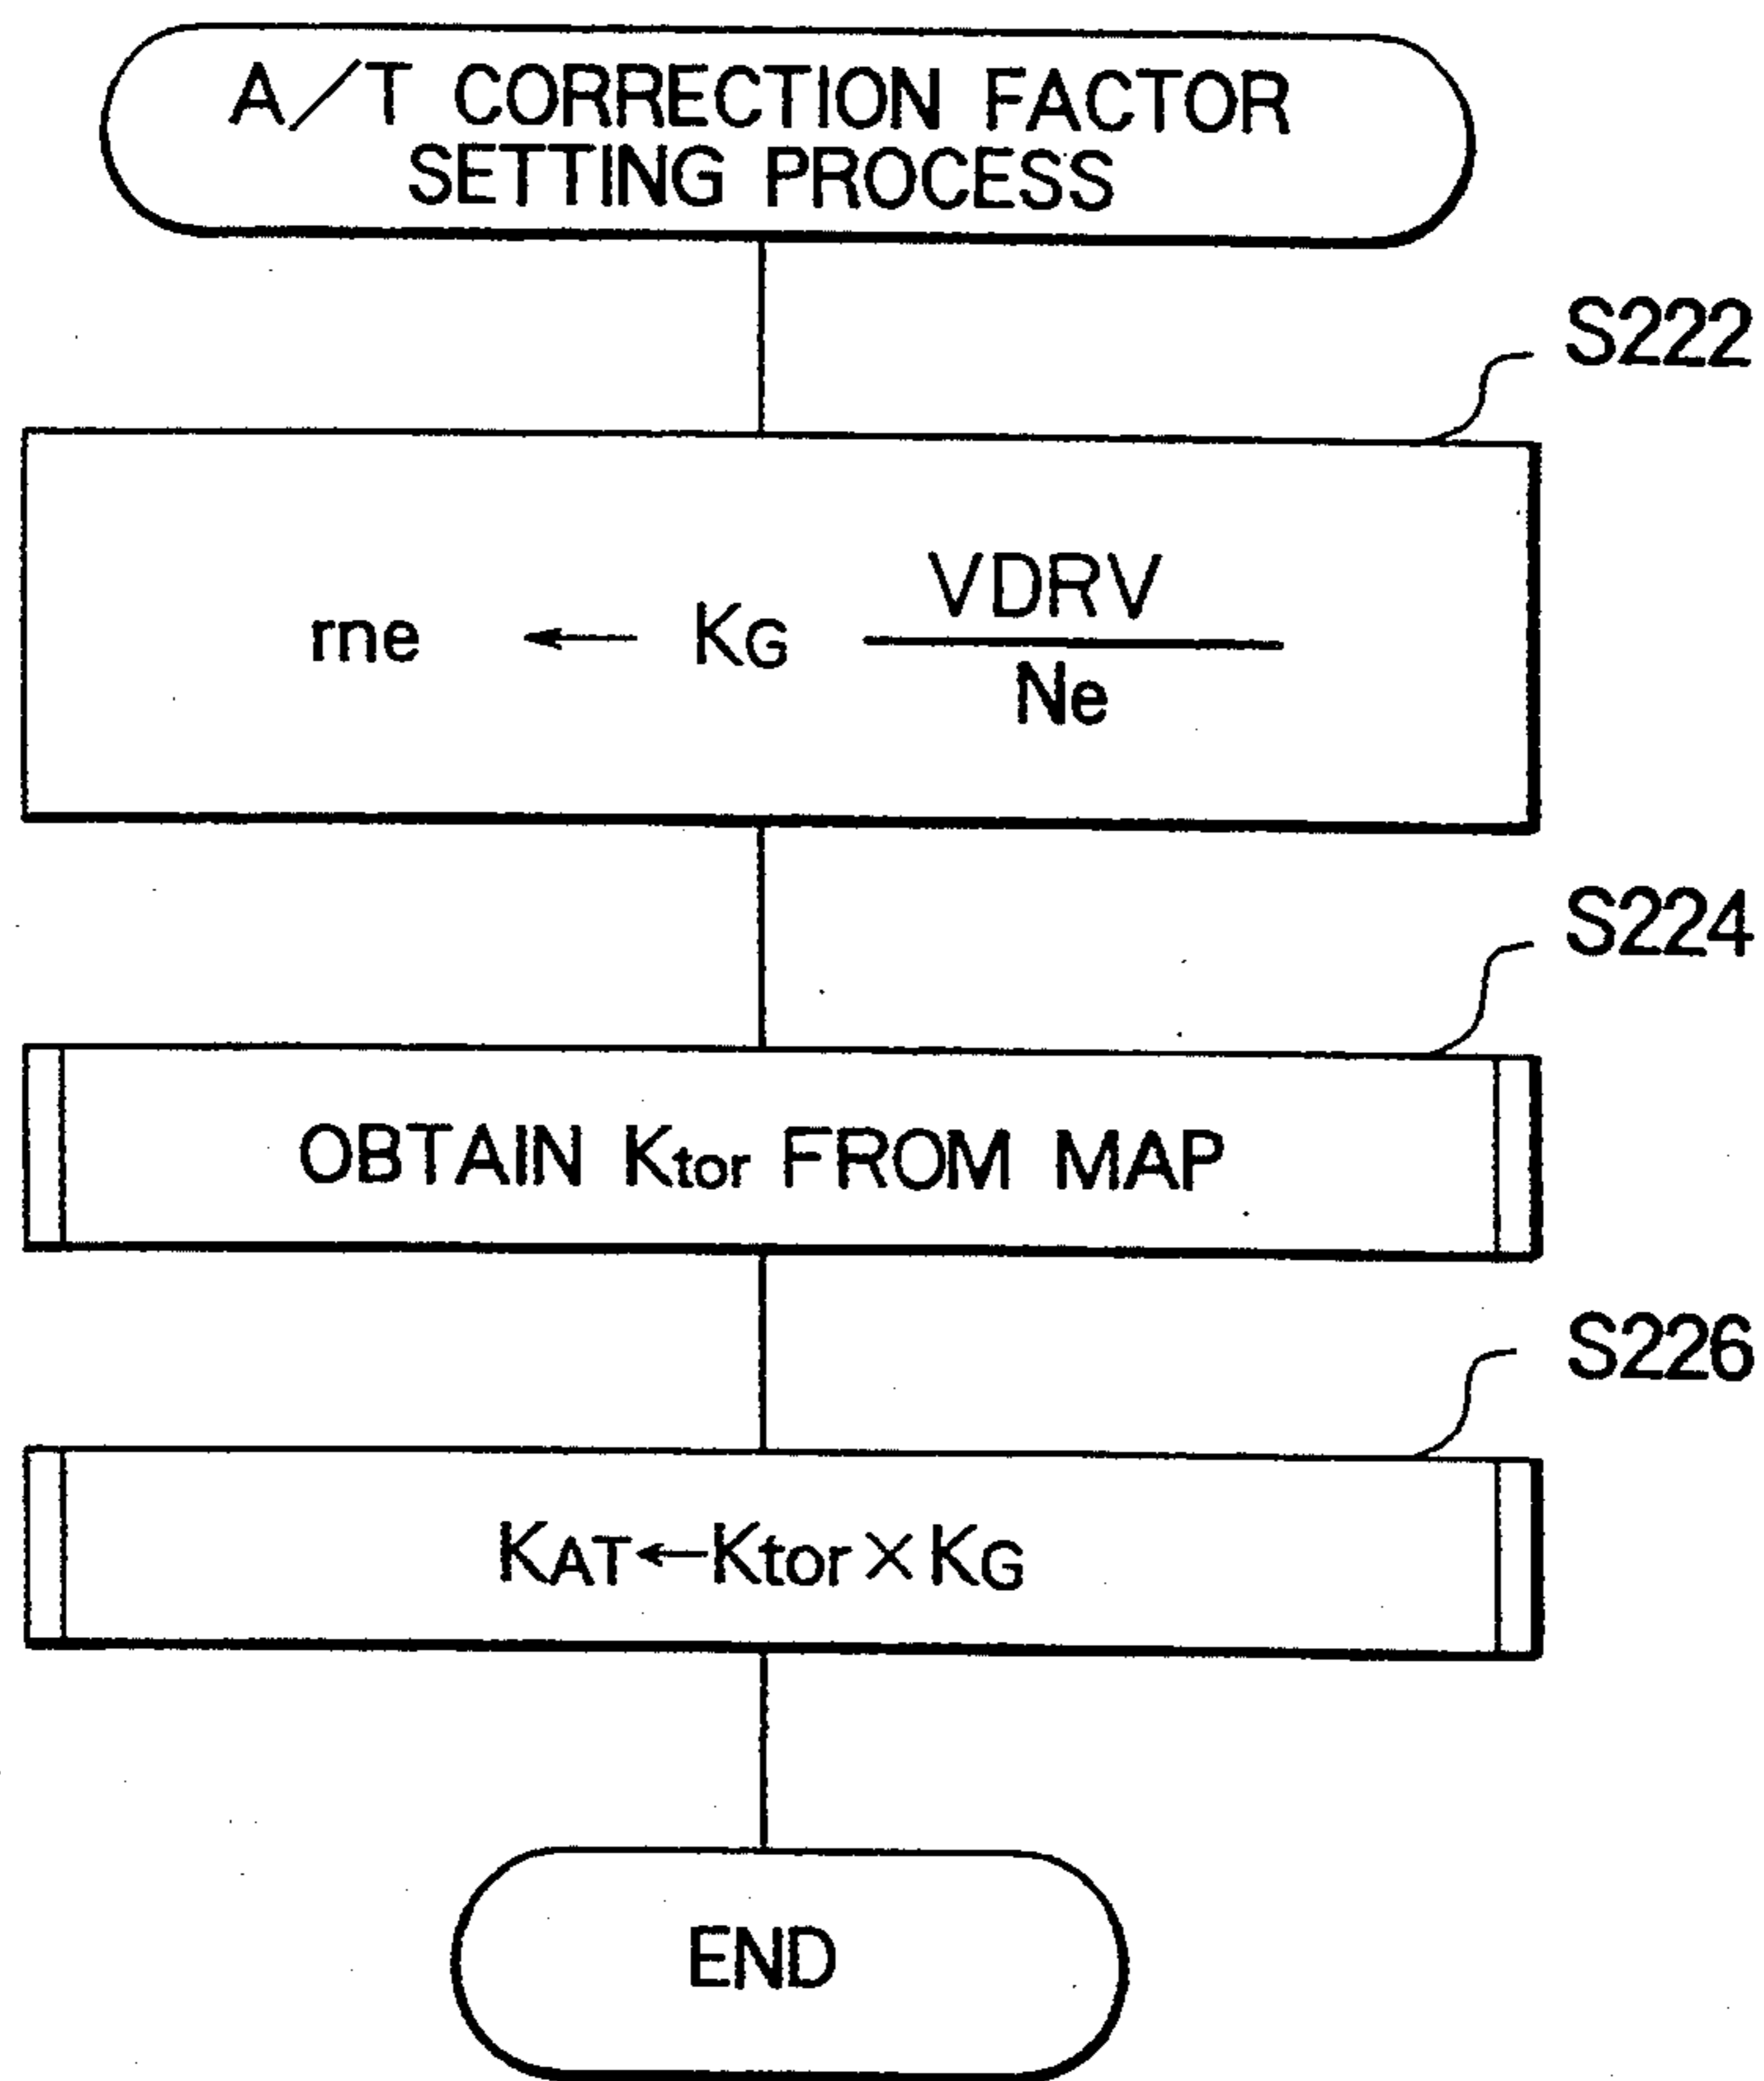 A/T CORRECTION FACTOR
SETTING PROCESS
S222
rne ← KG VDRV
Ne
S224
OBTAIN Ktor FROM MAP
S226
KAT←Ktor×KG
END